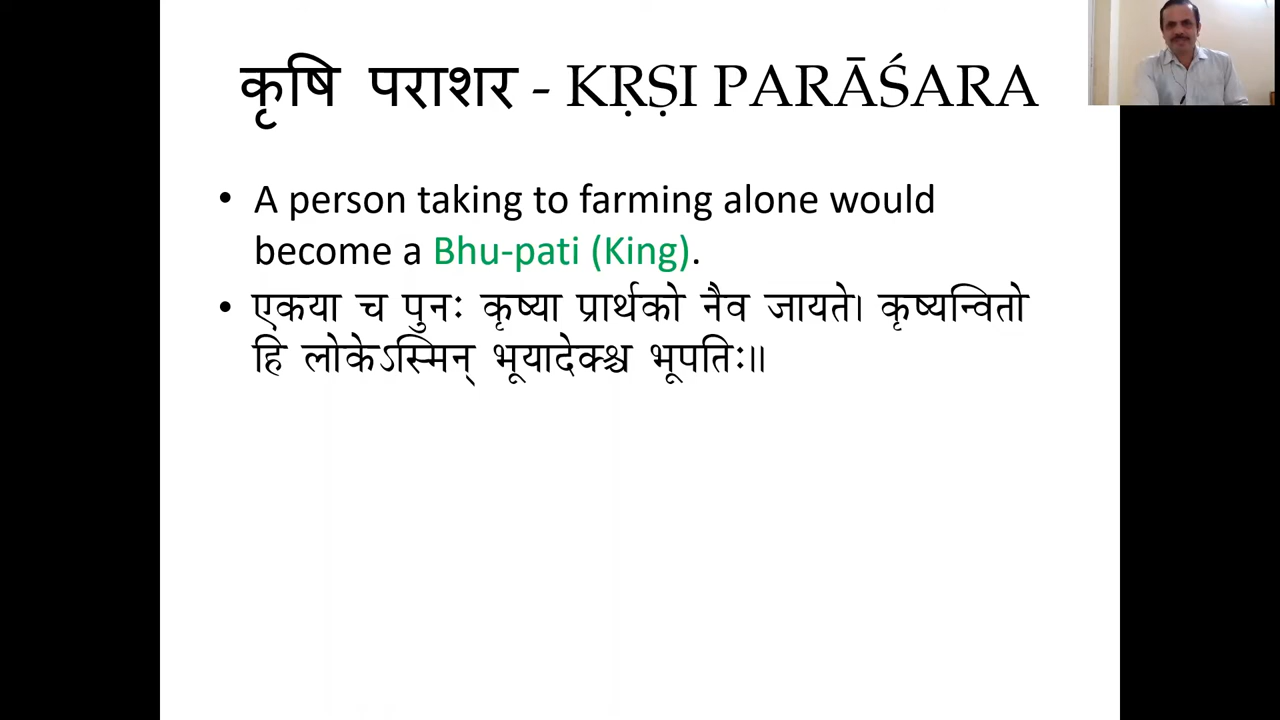 कृषि पराशर - KṚṢI PARĀŚARA
• A person taking to farming alone would
become a Bhu-pati (King).
• एकया च पुनः कृष्या प्रार्थको नैव जायते। कृष्यन्वितो
हि लोकेऽस्मिन् भूयादेक्श्च भूपतिः॥